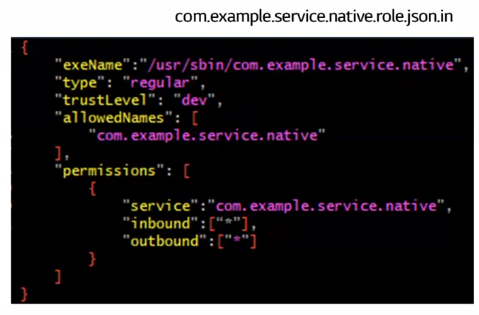 com.example.service.native.role.json.in
{
"exeName":"/usr/sbin/com.example.service.native",
"type": "regular",
"trustLevel": "dev",
"allowedNames": [
"com.example.service.native"
],
"permissions": [
{
"service":"com.example.service.native",
"inbound":["*"],
"outbound":["*"]
}
]
}